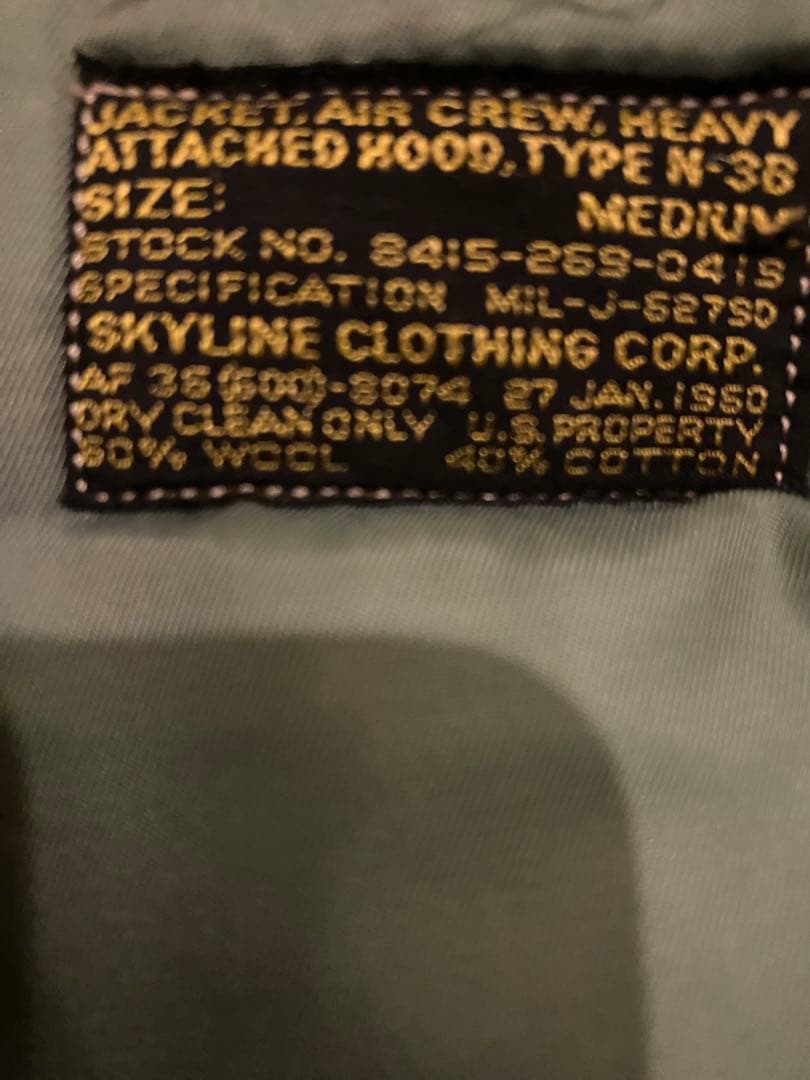 JACKET, AIR CREW, HEAVY
ATTACHED HOOD, TYPE N-3B
SIZE: MEDIUM
STOCK NO. 8415-269-0419
SPECIFICATION MIL-J-6279D
SKYLINE CLOTHING CORP.
AF 36(600)-8074 27 JAN. 1960
DRY CLEAN ONLY U.S. PROPERTY
60% WOOL 40% COTTON